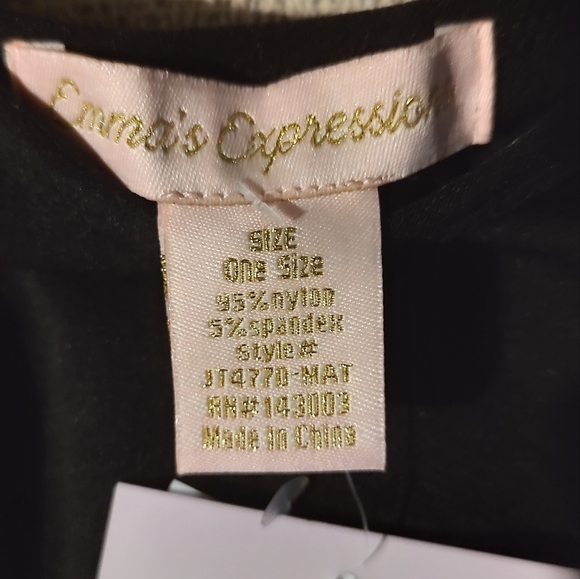 Emma's Expressions
SIZE
One Size
95%nylon
5%spandex
Style#
JT4770-MAT
RN#143003
Made In China